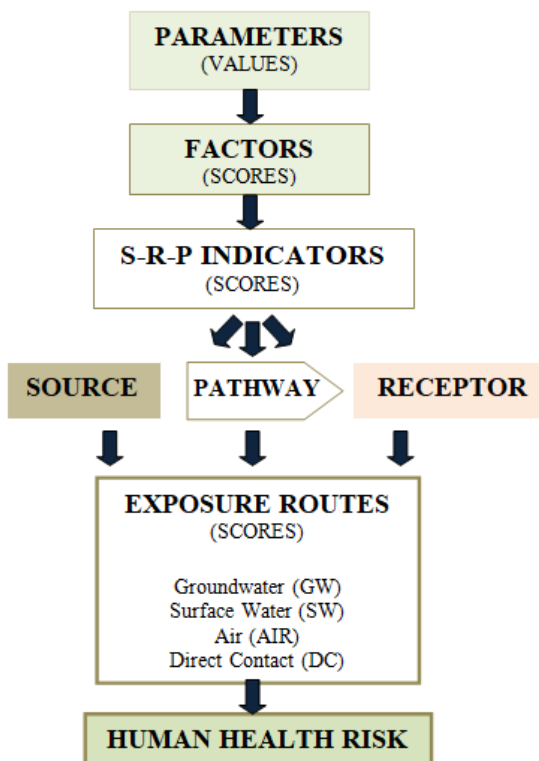 PARAMETERS
(VALUES)
FACTORS
(SCORES)
S-R-P INDICATORS
(SCORES)
SOURCE
PATHWAY
RECEPTOR
EXPOSURE ROUTES
(SCORES)
Groundwater (GW)
Surface Water (SW)
Air (AIR)
Direct Contact (DC)
HUMAN HEALTH RISK